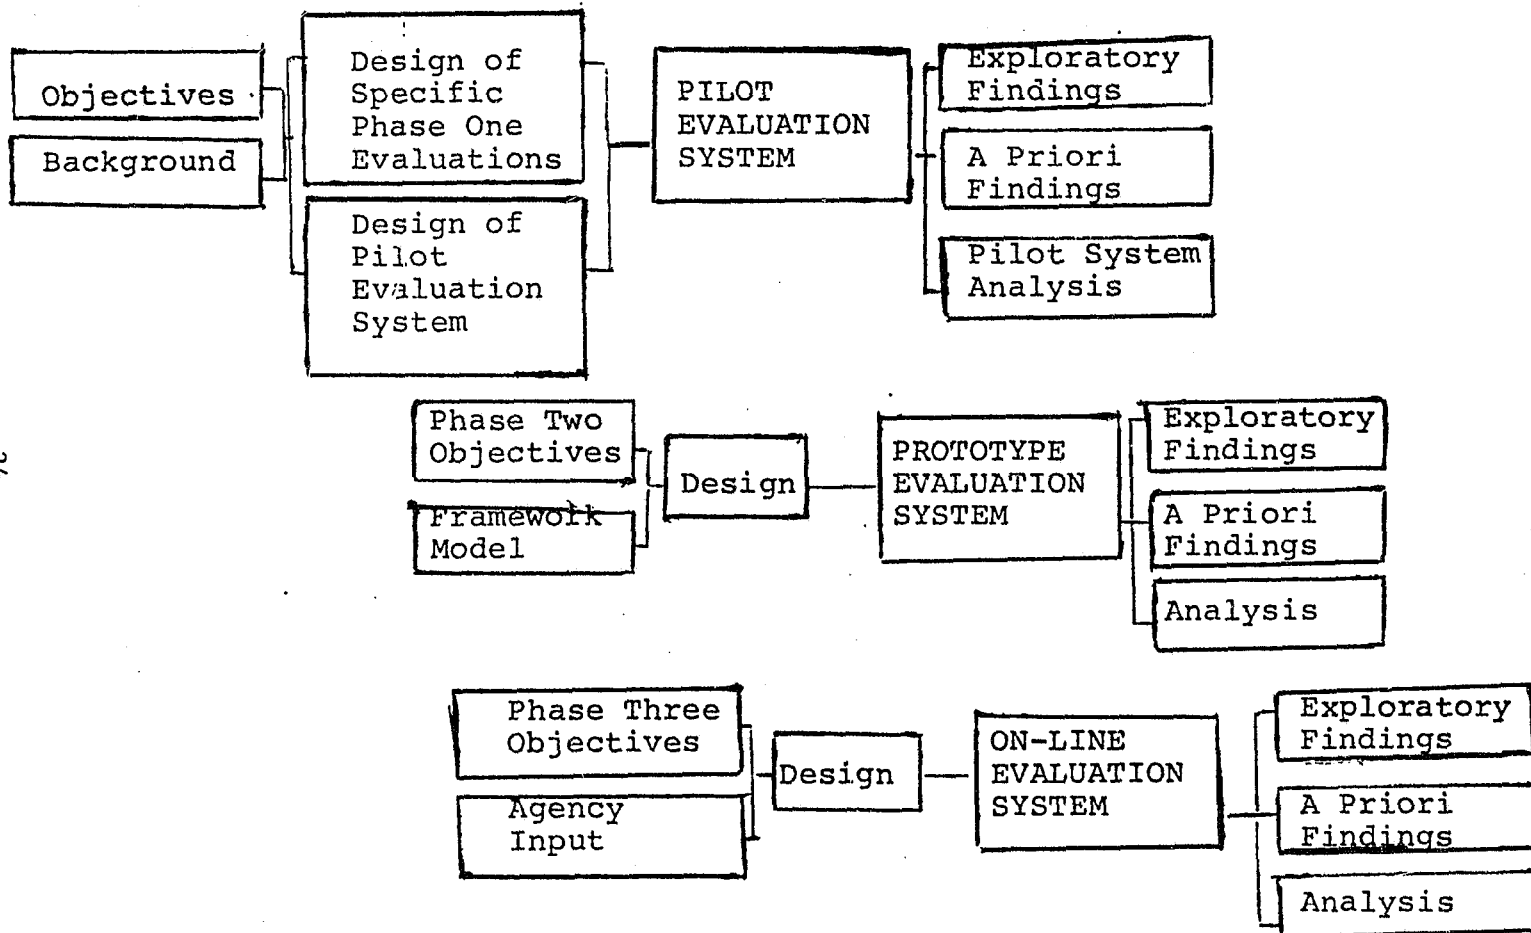 Objectives
Background
Design of
Specific
Phase One
Evaluations
Design of
Pilot
Evaluation
System
PILOT
EVALUATION
SYSTEM
Exploratory
Findings
A Priori
Findings
Pilot System
Analysis
Phase Two
Objectives
Framework
Model
Design
PROTOTYPE
EVALUATION
SYSTEM
Exploratory
Findings
A Priori
Findings
Analysis
Phase Three
Objectives
Agency
Input
Design
ON-LINE
EVALUATION
SYSTEM
Exploratory
Findings
A Priori
Findings
Analysis